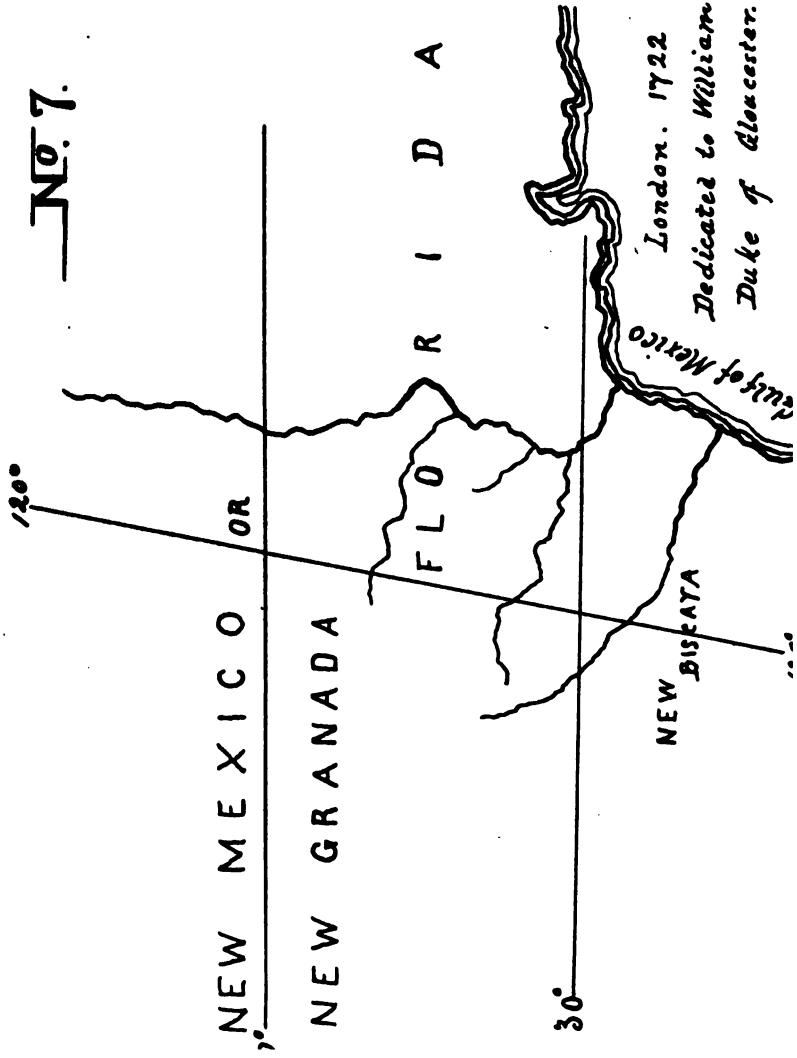 No. 7.
120°
NEW MEXICO OR
NEW GRANADA
FLORIDA
30°
NEW
BISKAYA
Gulf of Mexico
London. 1722
Dedicated to William
Duke of Gloucester.